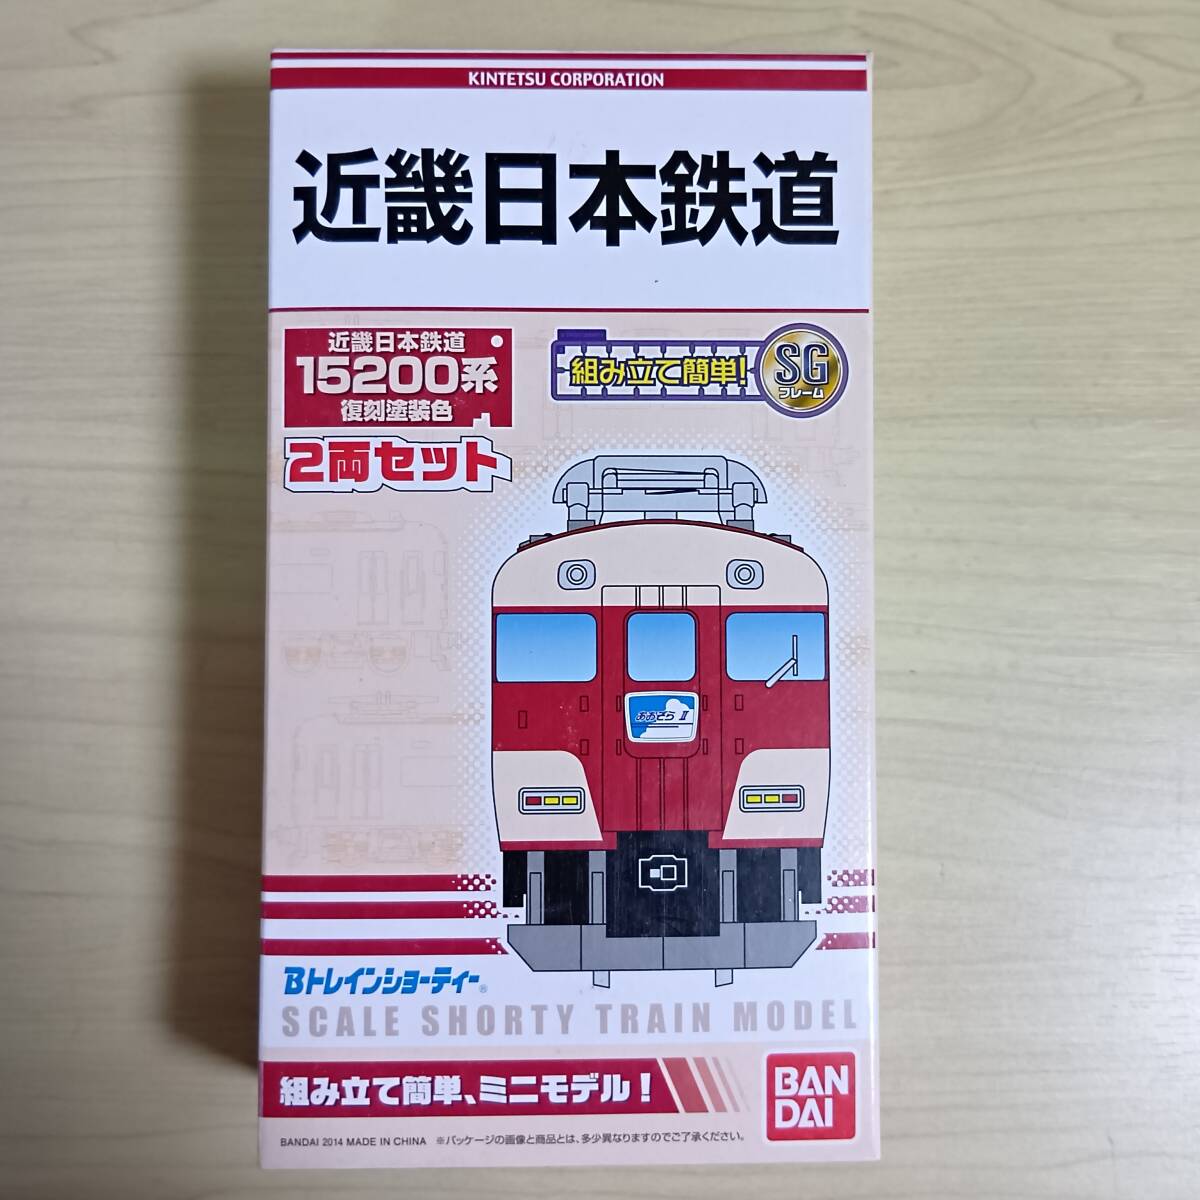 KINTETSU CORPORATION
近畿日本鉄道
近畿日本鉄道
15200系
復刻塗装色
2両セット
組み立て簡単!
SG
フレーム
あおぞら II
Bトレインショーティー®
SCALE SHORTY TRAIN MODEL
組み立て簡単、ミニモデル!
BAN
DAI
BANDAI 2014 MADE IN CHINA ※パッケージの画像と商品とは、多少異なりますのでご了承ください。